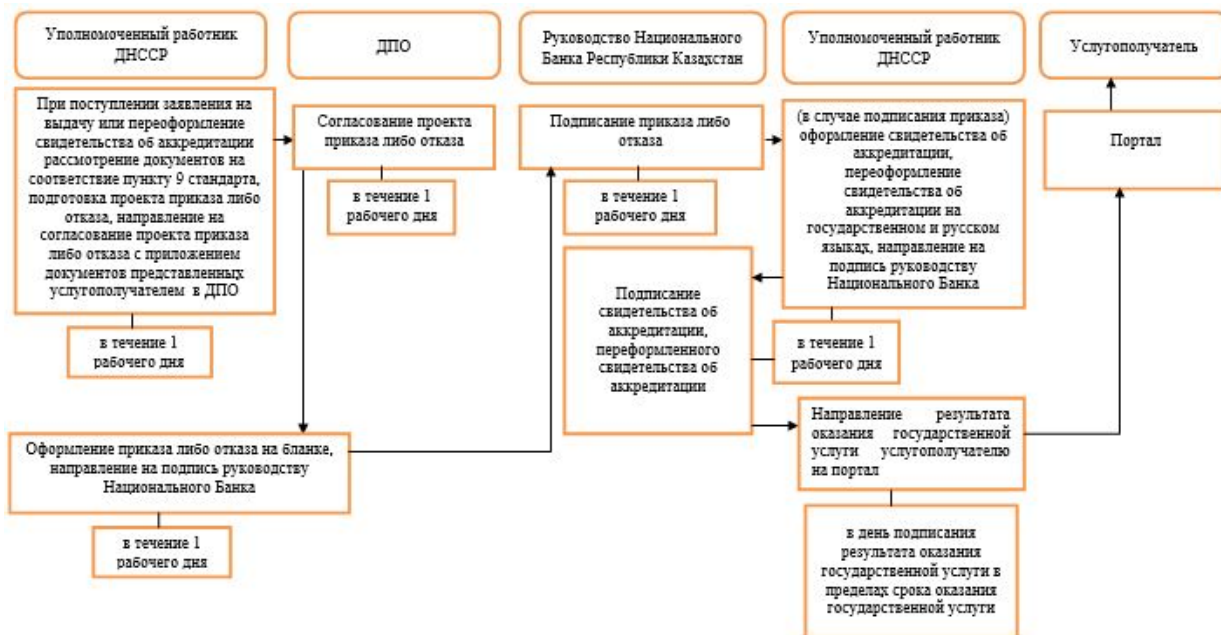 Уполномоченный работник
ДНССР
ДПО
Руководство Национального
Банка Республики Казахстан
Уполномоченный работник
ДНССР
Услугополучатель
При поступлении заявления на
выдачу или переоформление
свидетельства об аккредитации
рассмотрение документов на
соответствие пункту 9 стандарта,
подготовка проекта приказа либо
отказа, направление на
согласование проекта приказа
либо отказа с приложением
документов представленных
услугополучателем в ДПО
в течение 1
рабочего дня
Согласование проекта
приказа либо отказа
в течение 1
рабочего дня
Подписание приказа либо
отказа
в течение 1
рабочего дня
(в случае подписания приказа)
оформление свидетельства об
аккредитации,
переоформление
свидетельства об
аккредитации на
государственном и русском
языках, направление на
подпись руководству
Национального Банка
в течение 1
рабочего дня
Портал
Подписание
свидетельства об
аккредитации,
переформленного
свидетельства об
аккредитации
Оформление приказа либо отказа на бланке,
направление на подпись руководству
Национального Банка
в течение 1
рабочего дня
Направление результата
оказания государственной
услуги услугополучателю
на портал
в день подписания
результата оказания
государственной услуги в
пределах срока оказания
государственной услуги